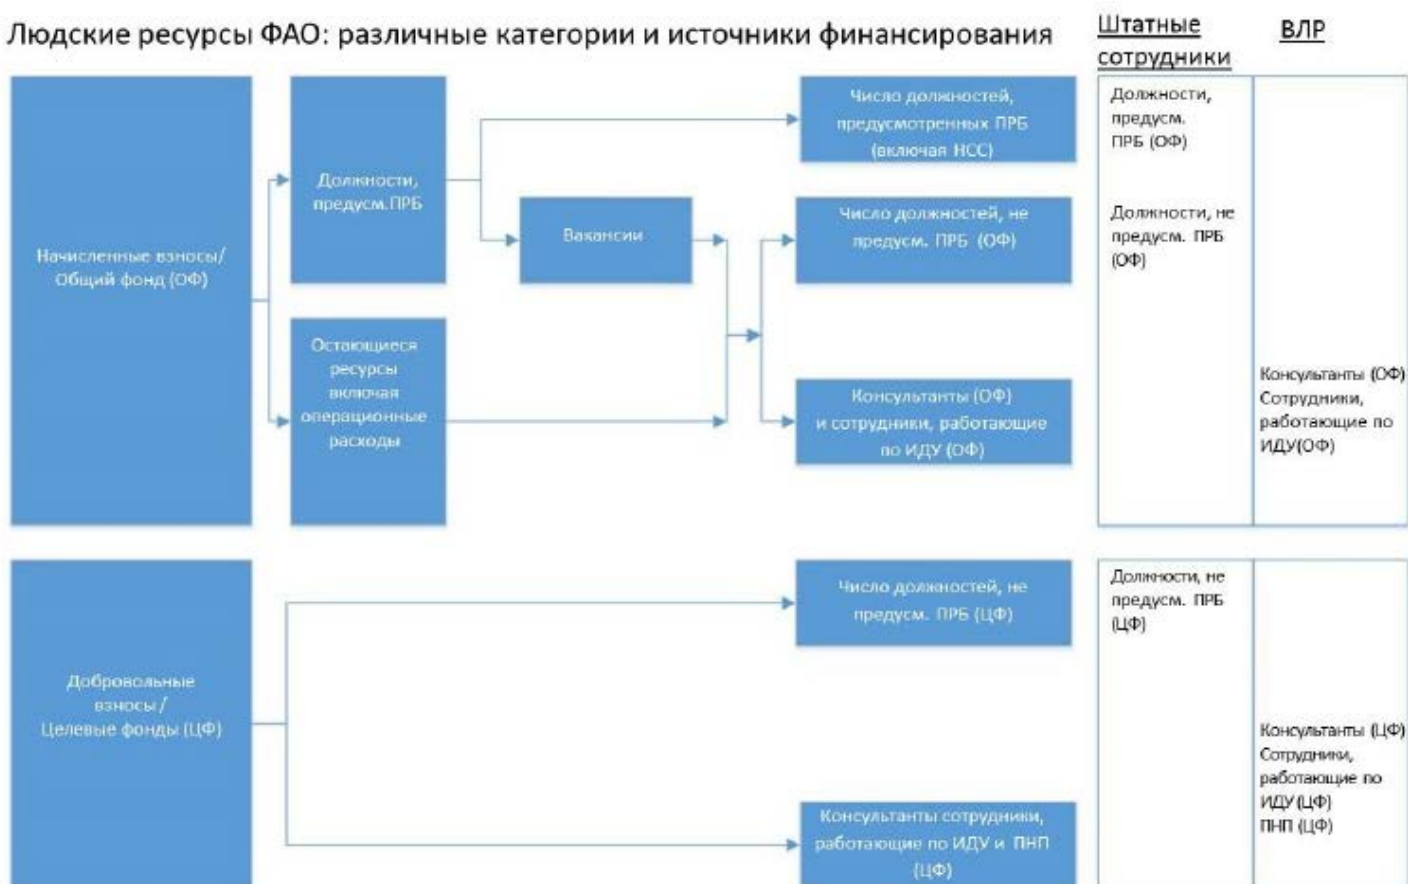 Людские ресурсы ФАО: различные категории и источники финансирования
Штатные
сотрудники
ВЛР
Начисленные взносы/
Общий фонд (ОФ)
Должности,
предусм.ПРБ
Остающиеся
ресурсы
включая
операционные
расходы
Вакансии
Число должностей,
предусмотренных ПРБ
(включая НСС)
Число должностей, не
предусм. ПРБ (ОФ)
Консультанты (ОФ)
и сотрудники, работающие
по ИДУ (ОФ)
Должности,
предусм.
ПРБ (ОФ)
Должности, не
предусм. ПРБ
(ОФ)
Консультанты (ОФ)
Сотрудники,
работающие по
ИДУ(ОФ)
Добровольные
взносы /
Целевые фонды (ЦФ)
Число должностей, не
предусм. ПРБ (ЦФ)
Консультанты сотрудники,
работающие по ИДУ и ПНП
(ЦФ)
Должности, не
предусм. ПРБ
(ЦФ)
Консультанты (ЦФ)
Сотрудники,
работающие по
ИДУ (ЦФ)
ПНП (ЦФ)